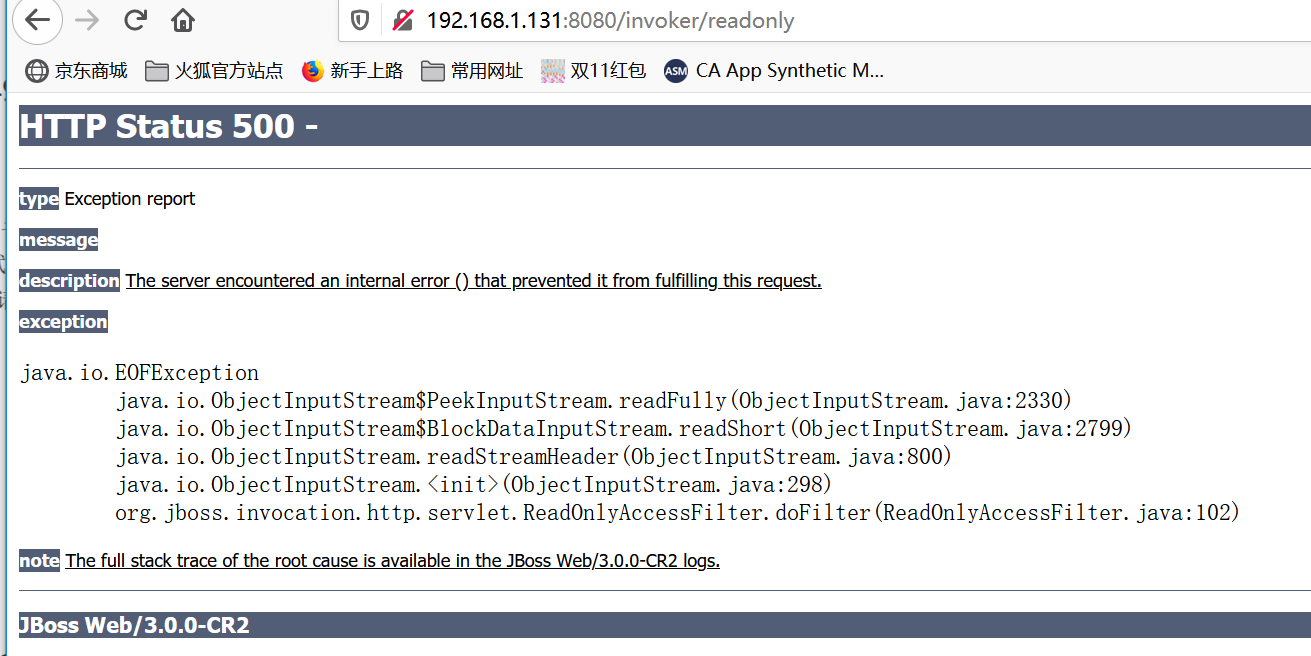 192.168.1.131:8080/invoker/readonly
京东商城 火狐官方站点 新手上路 常用网址 双11红包 ASM CA App Synthetic M...
HTTP Status 500 -
type Exception report
message
description The server encountered an internal error () that prevented it from fulfilling this request.
exception
java.io.EOFException
java.io.ObjectInputStream$PeekInputStream.readFully(ObjectInputStream.java:2330)
java.io.ObjectInputStream$BlockDataInputStream.readShort(ObjectInputStream.java:2799)
java.io.ObjectInputStream.readStreamHeader(ObjectInputStream.java:800)
java.io.ObjectInputStream.<init>(ObjectInputStream.java:298)
org.jboss.invocation.http.servlet.ReadOnlyAccessFilter.doFilter(ReadOnlyAccessFilter.java:102)
note The full stack trace of the root cause is available in the JBoss Web/3.0.0-CR2 logs.
JBoss Web/3.0.0-CR2